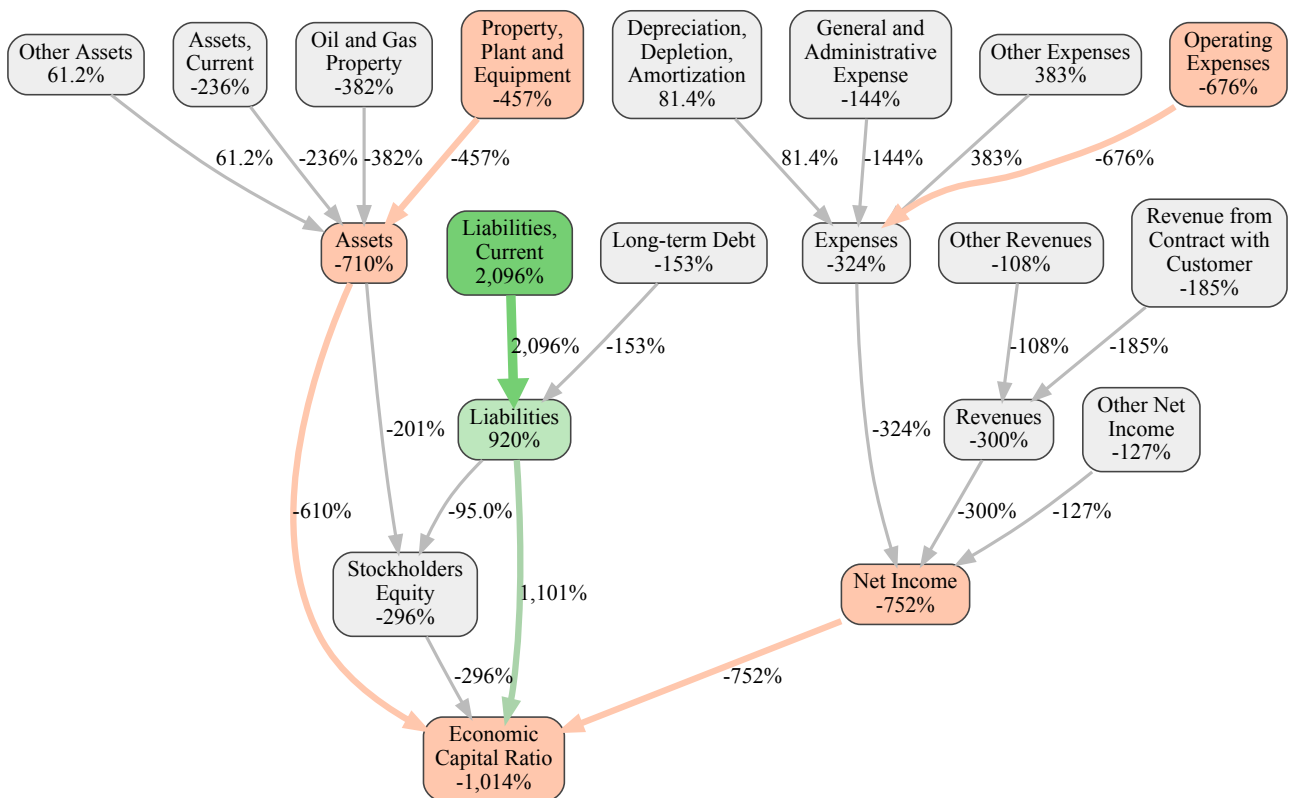 Other Assets
61.2%
Assets,
Current
-236%
Oil and Gas
Property
-382%
Property,
Plant and
Equipment
-457%
Depreciation,
Depletion,
Amortization
81.4%
General and
Administrative
Expense
-144%
Other Expenses
383%
Operating
Expenses
-676%
61.2%
-236%
-382%
-457%
81.4%
-144%
383%
-676%
Assets
-710%
Liabilities,
Current
2,096%
Long-term Debt
-153%
Expenses
-324%
Other Revenues
-108%
Revenue from
Contract with
Customer
-185%
2,096%
-153%
-108%
-185%
-201%
Liabilities
920%
-324%
Revenues
-300%
Other Net
Income
-127%
-610%
-95.0%
-300%
-127%
Stockholders
Equity
-296%
1,101%
Net Income
-752%
-296%
-752%
Economic
Capital Ratio
-1,014%